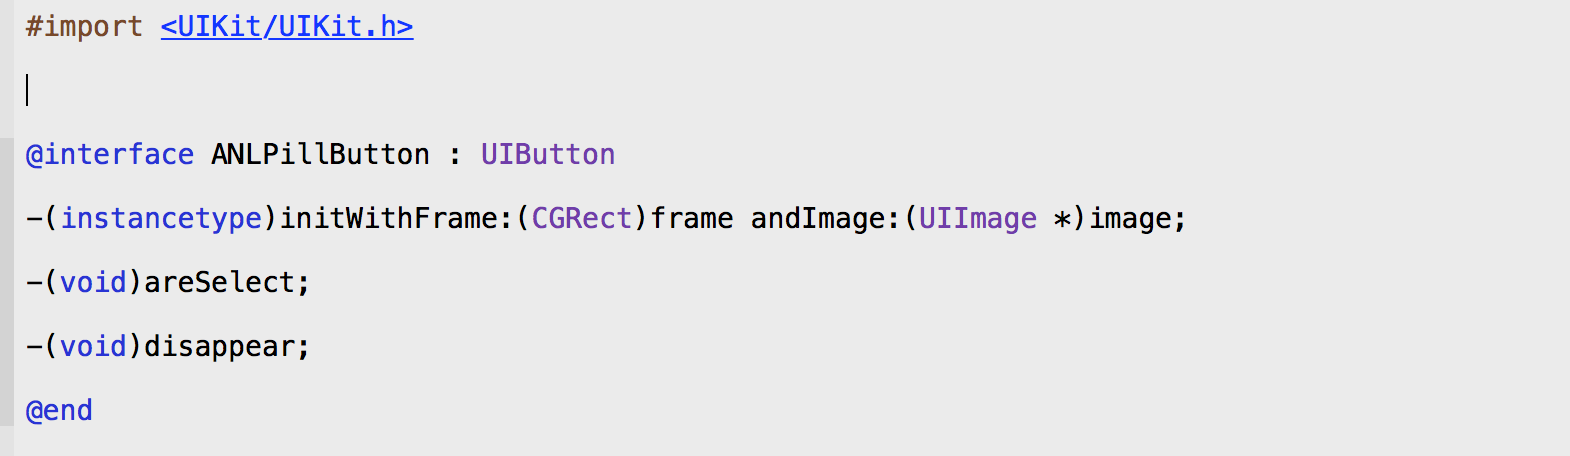 #import <UIKit/UIKit.h>
@interface ANLPillButton : UIButton
-(instancetype)initWithFrame:(CGRect)frame andImage:(UIImage *)image;
-(void)areSelect;
-(void)disappear;
@end